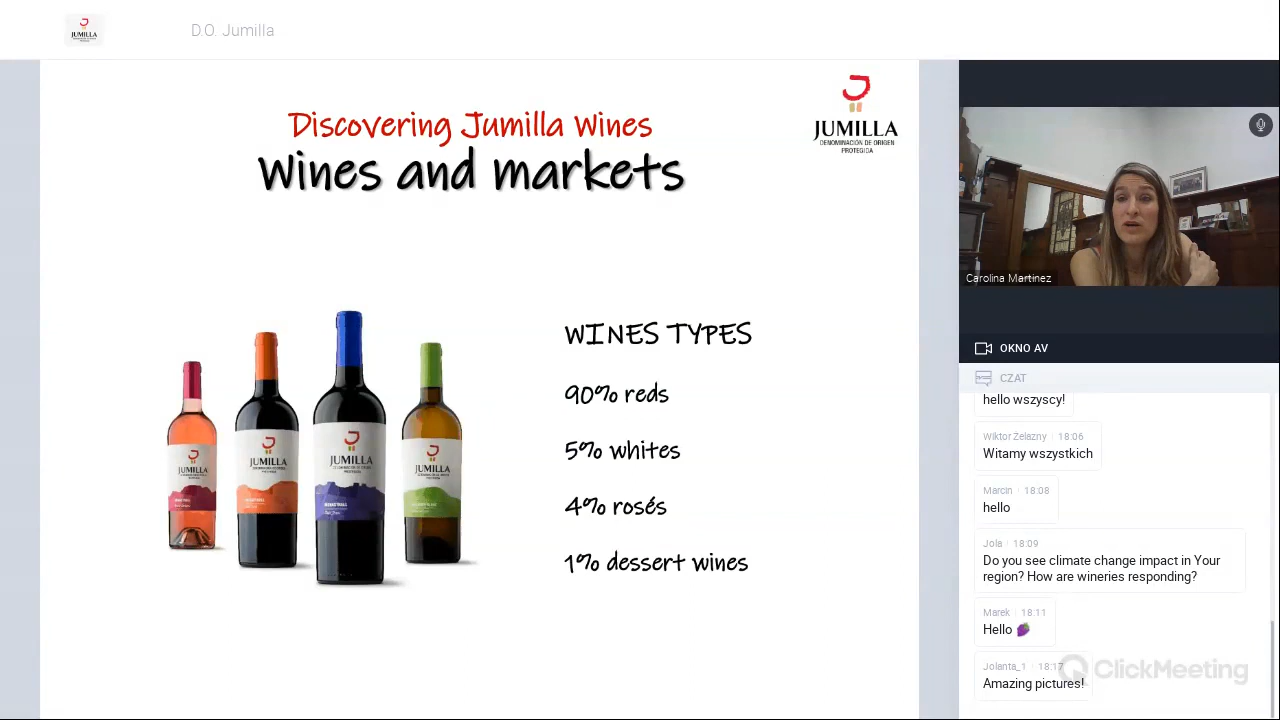 JUMILLA
D.O. Jumilla
Discovering Jumilla Wines
Wines and markets
JUMILLA
DENOMINACIÓN DE ORIGEN
PROTEGIDA
JUMILLA
JUMILLA
JUMILLA
JUMILLA
WINES TYPES
90% reds
5% whites
4% rosés
1% dessert wines
Carolina Martinez
OKNO AV
CZAT
hello wszyscy!
Wiktor Żelazny 18:06
Witamy wszystkich
Marcin 18:08
hello
Jola 18:09
Do you see climate change impact in Your
region? How are wineries responding?
Marek 18:11
Hello 🍇
Jolanta_1 18:17
Amazing pictures!
ClickMeeting